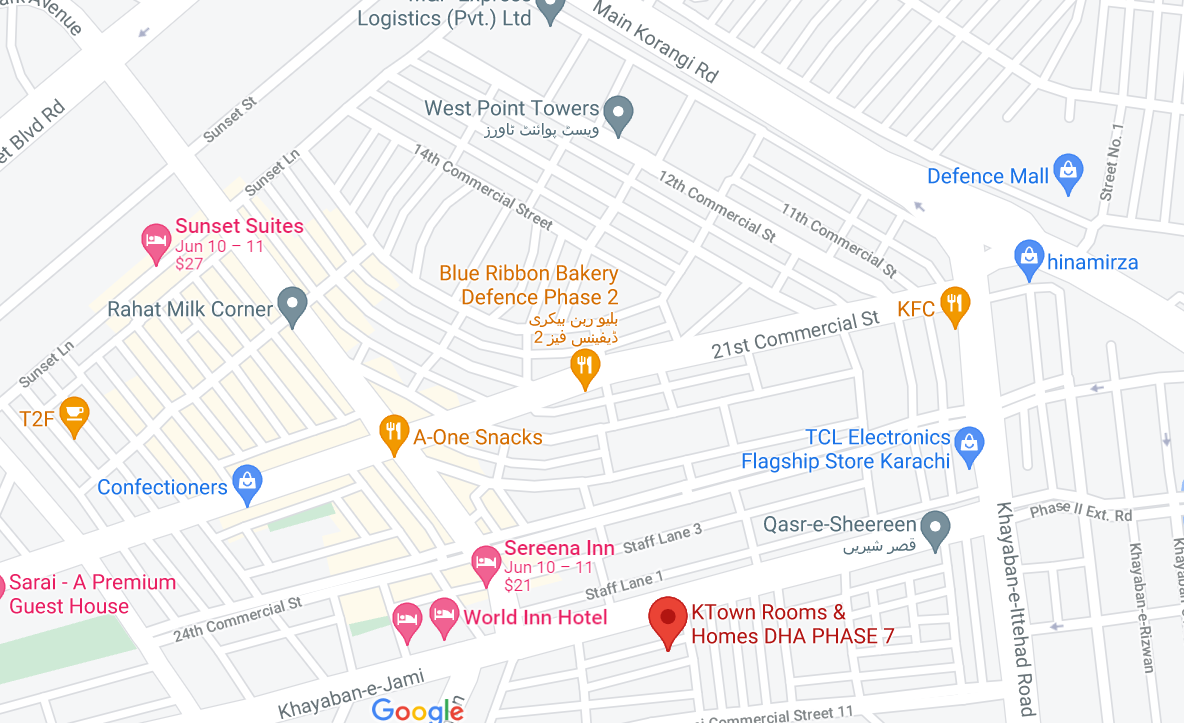 Logistics (Pvt.) Ltd
Main Korangi Rd
Sunset St
West Point Towers
ویسٹ پوائنٹ ٹاورز
Street No. 1
Sunset Ln
14th Commercial Street
12th Commercial St
Defence Mall
11th Commercial St
Sunset Suites
Jun 10 – 11
$27
Blue Ribbon Bakery
Defence Phase 2
بلیو ربن بیکری
ڈیفینس فیز 2
hinamirza
Rahat Milk Corner
KFC
21st Commercial St
Sunset Ln
T2F
A-One Snacks
TCL Electronics
Flagship Store Karachi
Confectioners
Phase II Ext. Rd
Qasr-e-Sheereen
قصر شیریں
Staff Lane 3
Sereena Inn
Jun 10 – 11
$21
Khayaban-e-Ittehad Road
Khayaban-e-Rizwan
Sarai - A Premium
Guest House
Staff Lane 1
24th Commercial St
World Inn Hotel
KTown Rooms &
Homes DHA PHASE 7
Khayaban-e-Jami
Google
Commercial Street 11